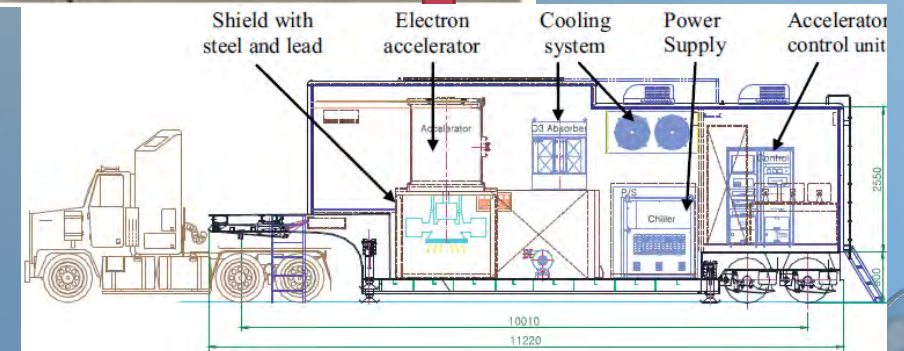 Shield with
steel and lead
Electron
accelerator
Cooling
system
Power
Supply
Accelerator
control unit
Accelerator
O3 Absorber
P/S
Chiller
Control
2550
800
10010
11220